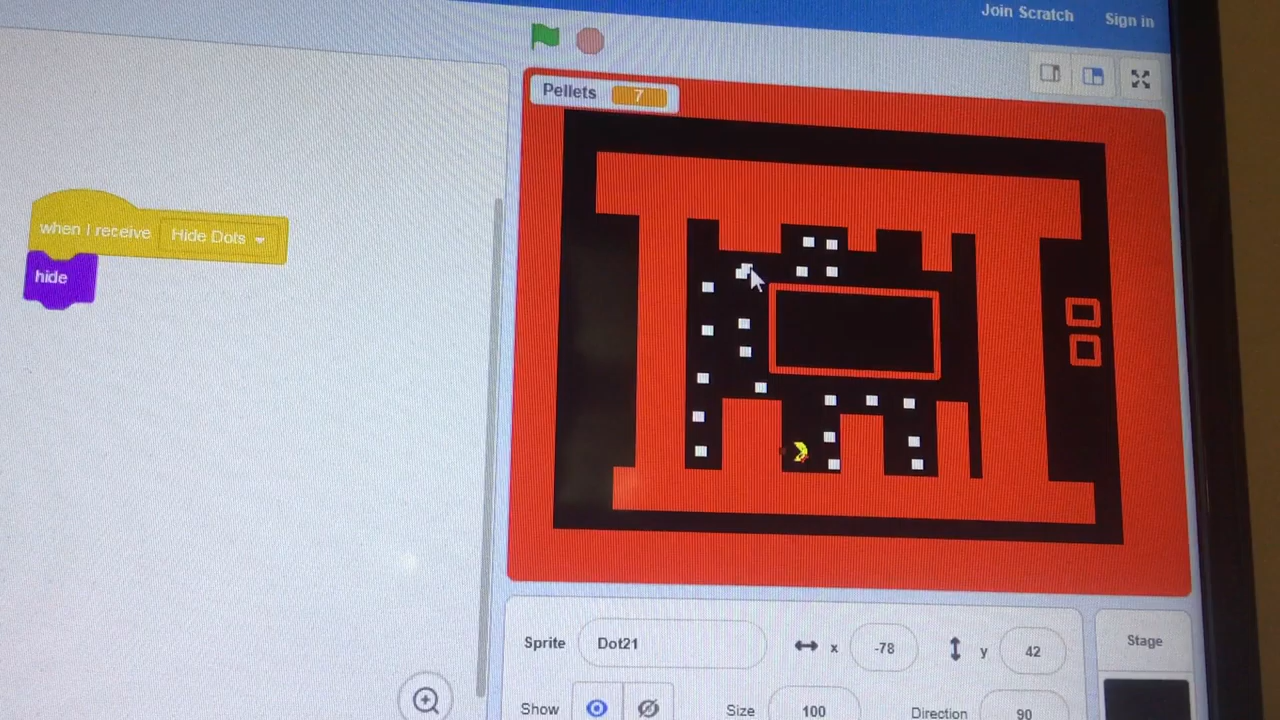 Join Scratch Sign in
Pellets 7
when I receive Hide Dots
hide
Sprite Dot21 x -78 y 42
Stage
Show Size 100 Direction 90